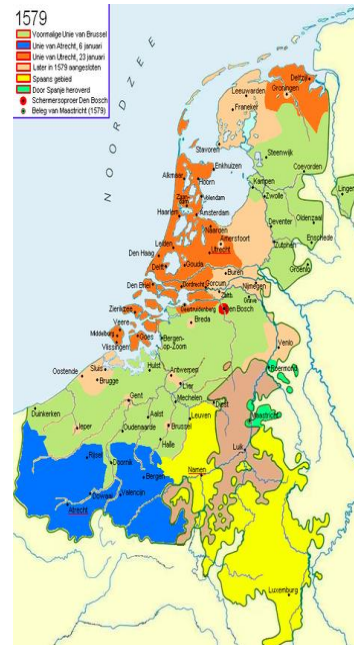 1579
Voormalige Unie van Brussel
Unie van Atrecht, 6 januari
Unie van Utrecht, 23 januari
Later in 1579 aangesloten
Spaans gebied
Door Spanje heroverd
Schermersoproer Den Bosch
Beleg van Maastricht (1579)
NOORDZEE
Delfzijl
Groningen
Leeuwarden
Franeker
Stavoren
Steenwijk
Enkhuizen
Coevorden
Alkmaar
Hoorn
Kampen
Zwolle
Lingen
Haarlem
Amsterdam
Naarden
Deventer
Oldenzaal
Enschede
Leiden
Amersfoort
Utrecht
Zutphen
Den Haag
Gouda
Delft
Buren
Groenlo
Den Briel
Dordrecht
Gorcum
Nijmegen
Zierikzee
Geertruidenberg
Grave
Den Bosch
Veere
Middelburg
Goes
Breda
Vlissingen
Bergen-
op-Zoom
Venlo
Sluis
Hulst
Antwerpen
Roermond
Oostende
Brugge
Lier
Gent
Mechelen
Duinkerken
Aalst
Leuven
Diest
Maastricht
Ieper
Oudenaarde
Brussel
Halle
Luik
Rijsel
Doornik
Bergen
Namen
Dowaai
Valencijn
Atrecht
Luxemburg